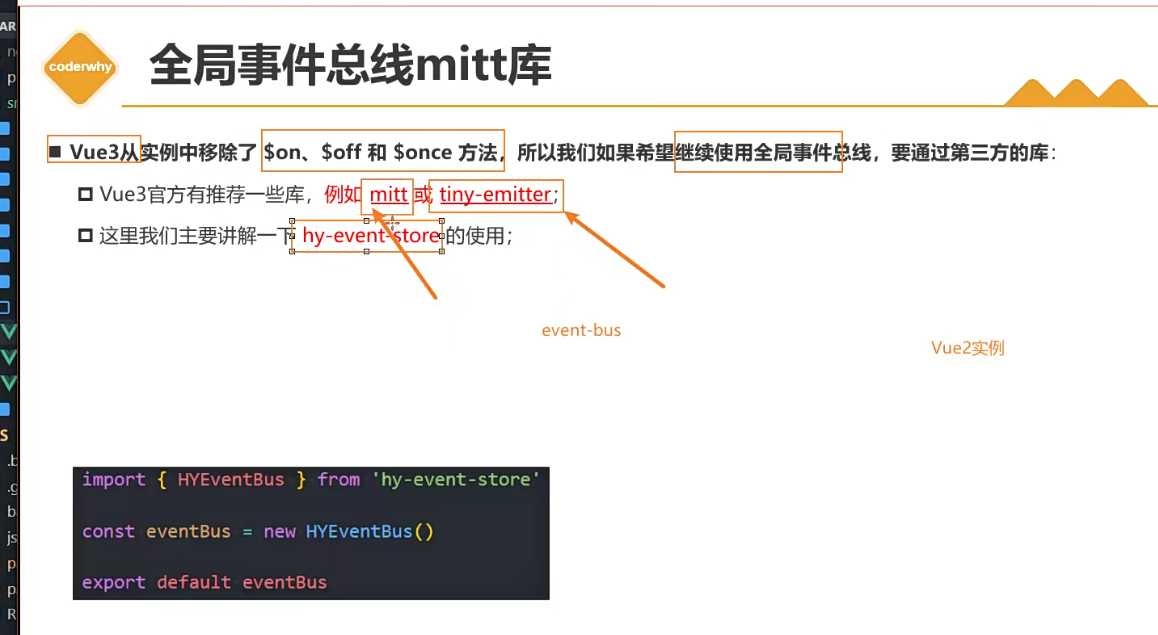 coderwhy
全局事件总线mitt库
■ Vue3从实例中移除了 $on、$off 和 $once 方法，所以我们如果希望继续使用全局事件总线，要通过第三方的库：
Vue3官方有推荐一些库，例如 mitt 或 tiny-emitter；
这里我们主要讲解一下 hy-event-store 的使用；
event-bus
Vue2实例
import { HYEventBus } from 'hy-event-store'
const eventBus = new HYEventBus()
export default eventBus